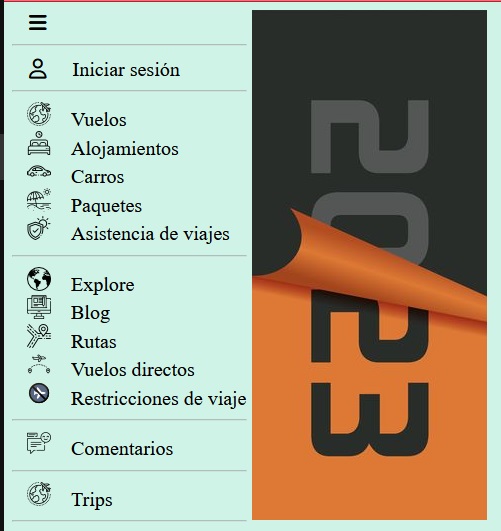 Iniciar sesión
Vuelos
Alojamientos
Carros
Paquetes
Asistencia de viajes
Explore
Blog
Rutas
Vuelos directos
Restricciones de viaje
Comentarios
Trips
2023